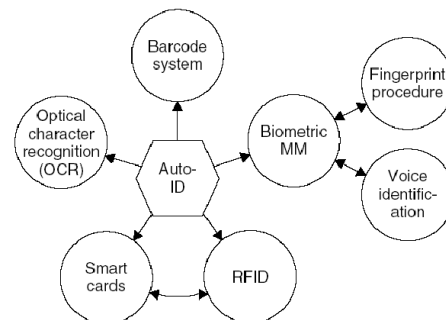 Barcode
system
Optical
character
recognition
(OCR)
Auto-
ID
Biometric
MM
Fingerprint
procedure
Voice
identific-
ation
Smart
cards
RFID